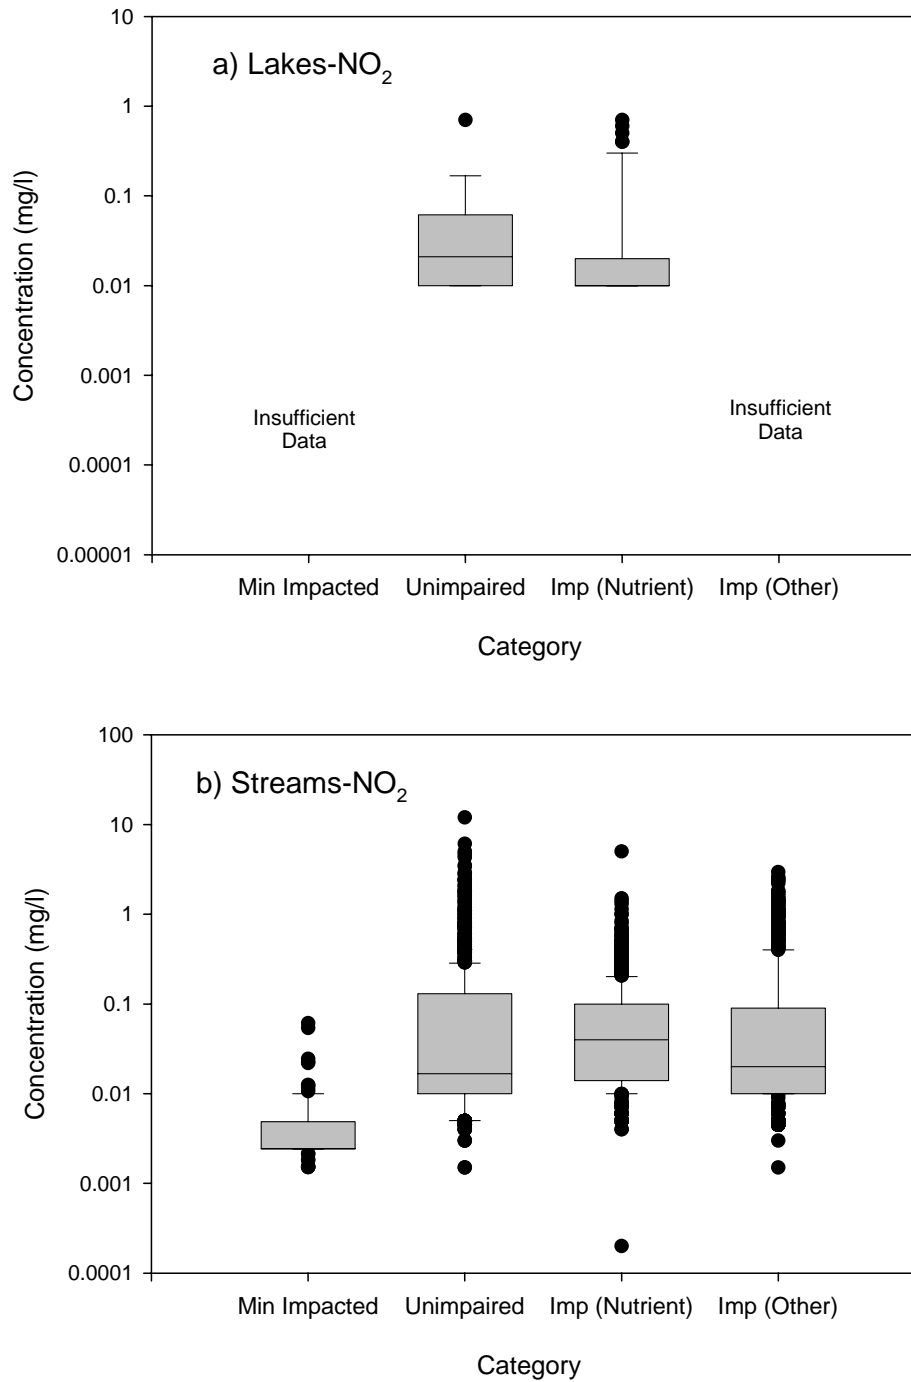 10
a) Lakes-NO2
1
0.1
Concentration (mg/l)
0.01
0.001
Insufficient
Data
Insufficient
Data
0.0001
0.00001
Min Impacted Unimpaired Imp (Nutrient) Imp (Other)
Category
100
b) Streams-NO2
10
1
Concentration (mg/l)
0.1
0.01
0.001
0.0001
Min Impacted Unimpaired Imp (Nutrient) Imp (Other)
Category